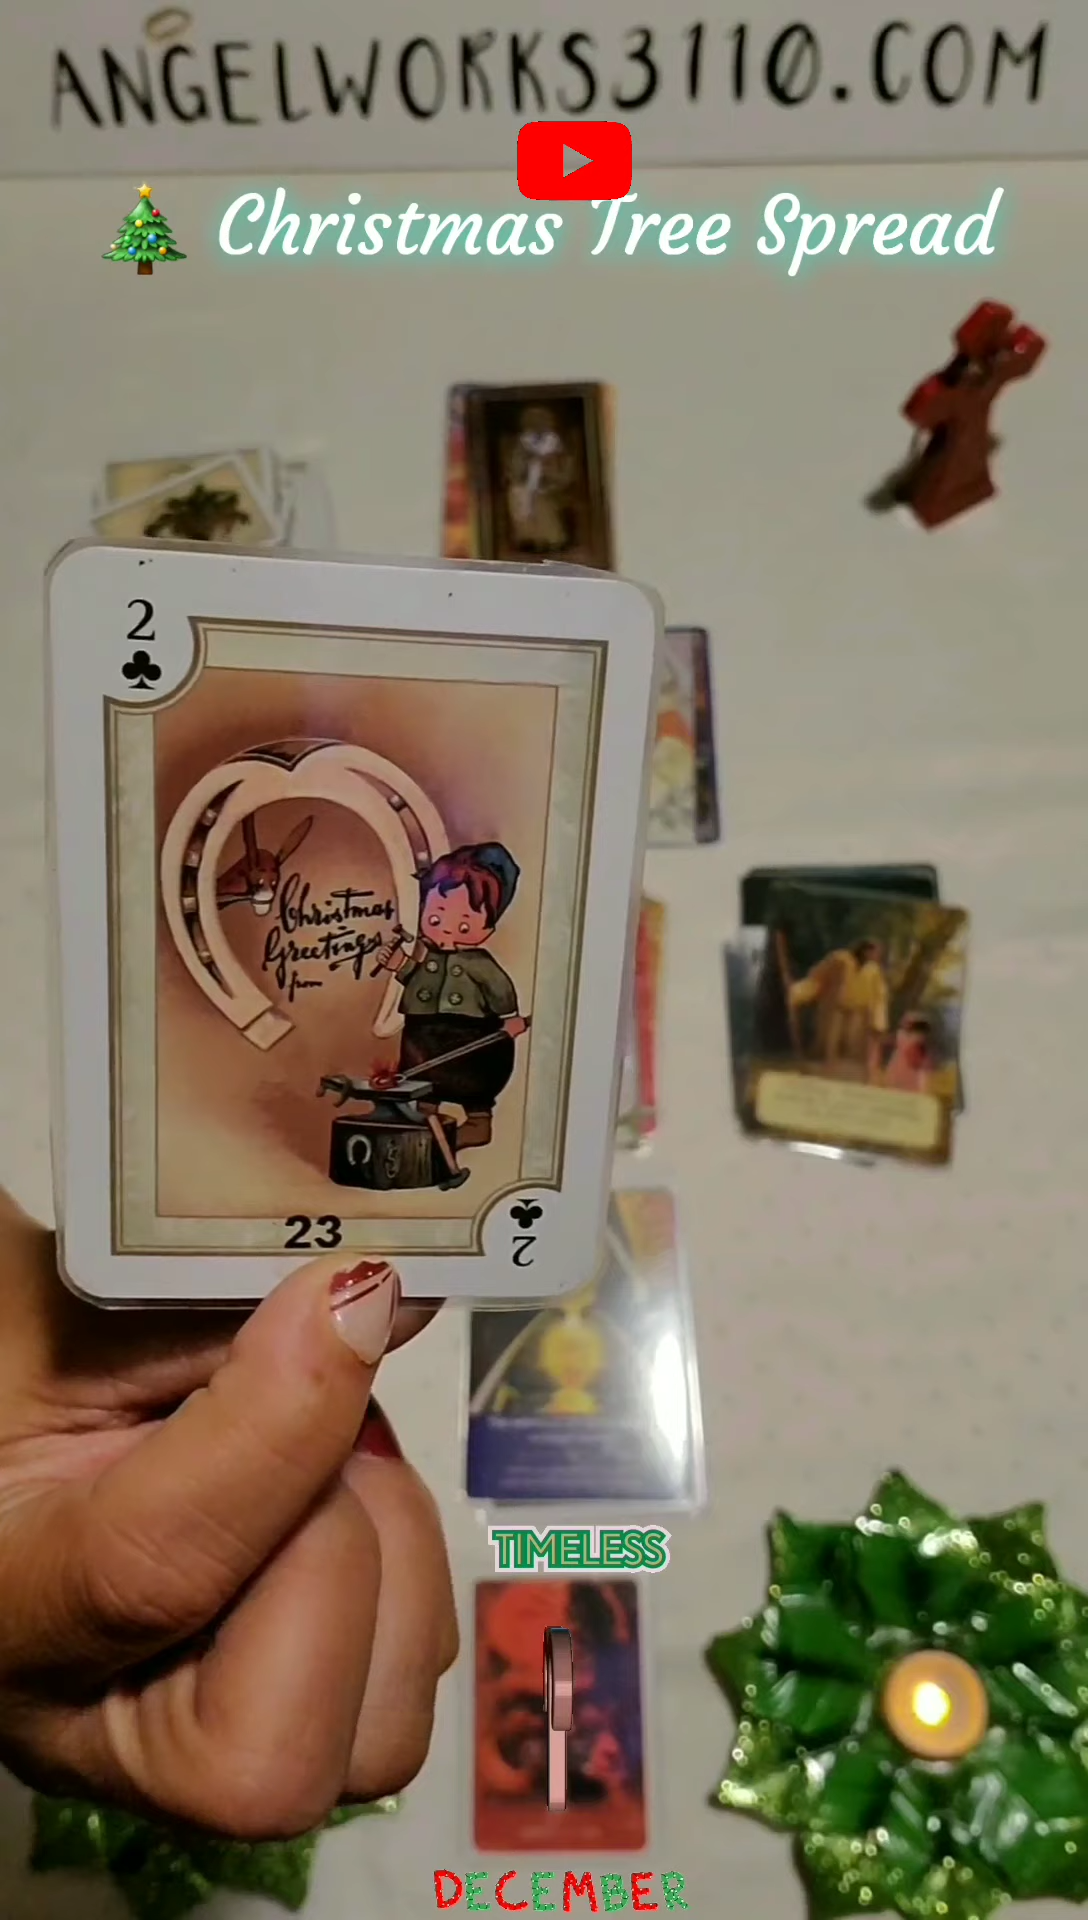 ANGELWORKS3110.COM
🎄 Christmas Tree Spread
2
Christmas
Greetings
from
23
2
TIMELESS
DECEMBER